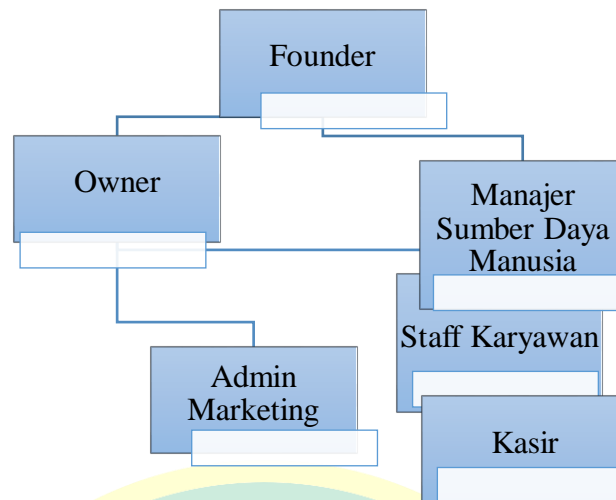 Founder
Owner
Manajer
Sumber Daya
Manusia
Staff Karyawan
Admin
Marketing
Kasir